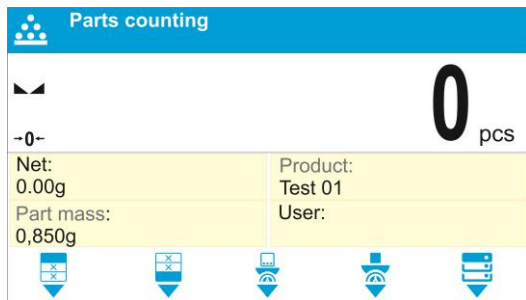 Parts counting
0 pcs
→0←
Net:
0.00g
Product:
Test 01
Part mass:
0,850g
User: